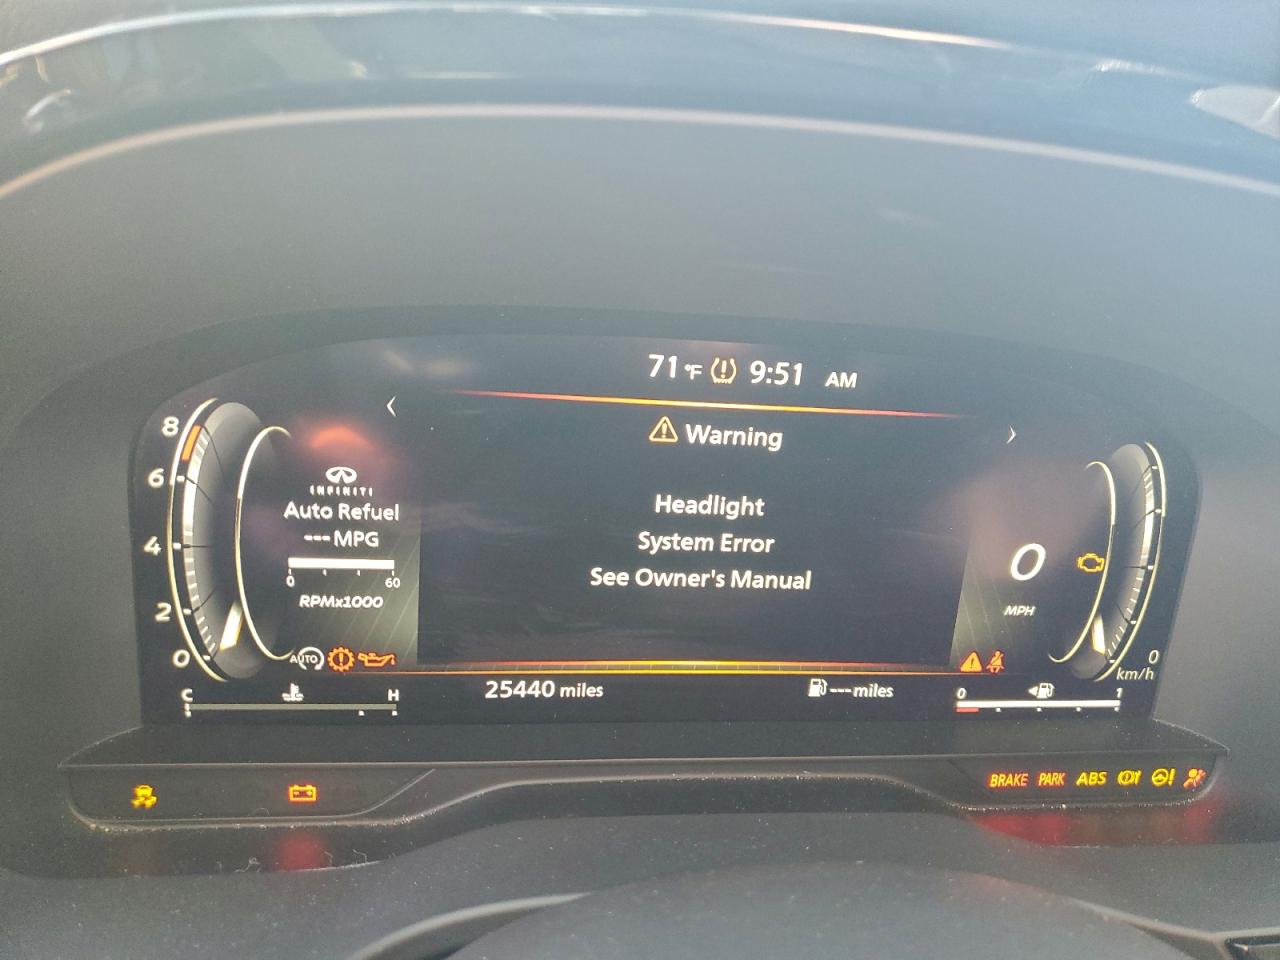 71°F 9:51 AM
Warning
Headlight
System Error
See Owner's Manual
8
6
4
2
0
INFINITI
Auto Refuel
---MPG
0 60
RPMx1000
AUTO
0
MPH
0
km/h
C H
25440 miles
---miles
0 1
BRAKE PARK ABS